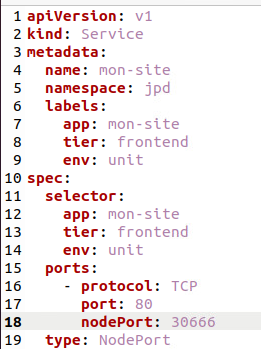 1 apiVersion: v1
2 kind: Service
3 metadata:
4   name: mon-site
5   namespace: jpd
6   labels:
7     app: mon-site
8     tier: frontend
9     env: unit
10 spec:
11   selector:
12     app: mon-site
13     tier: frontend
14     env: unit
15   ports:
16     - protocol: TCP
17       port: 80
18       nodePort: 30666
19   type: NodePort